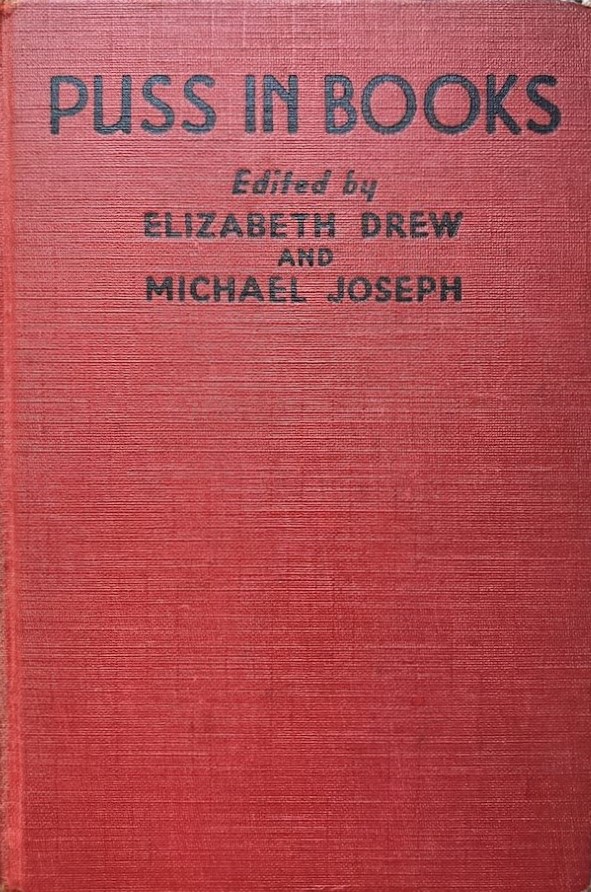 PUSS IN BOOKS
Edited by
ELIZABETH DREW
AND
MICHAEL JOSEPH